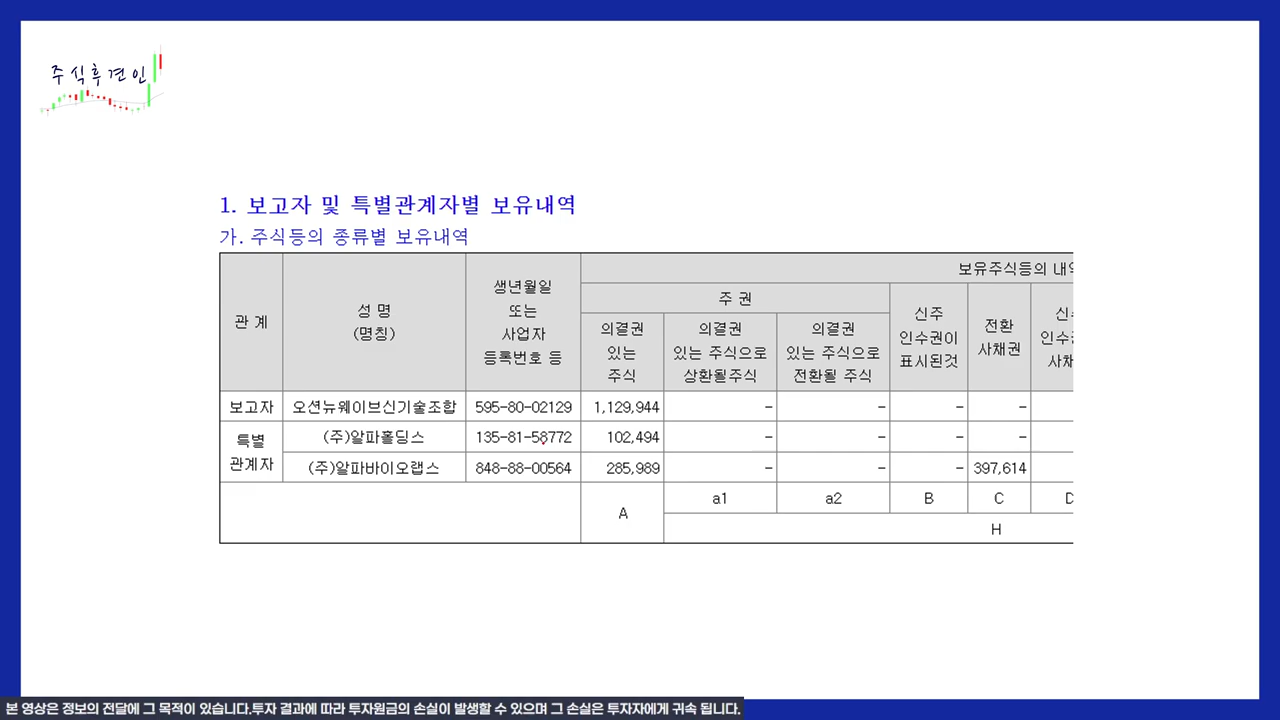 주식후견인
1. 보고자 및 특별관계자별 보유내역
가. 주식등의 종류별 보유내역
관 계
성 명
(명칭)
생년월일
또는
사업자
등록번호 등
보유주식등의
주 권
의결권
있는
주식
의결권
있는 주식으로
상환될주식
의결권
있는 주식으로
전환될 주식
신주
인수권이
표시된것
전환
사채권
보고자 오션뉴웨이브신기술조합 595-80-02129 1,129,944 - - - -
특별
관계자
(주)알파홀딩스 135-81-58772 102,494 - - - -
(주)알파바이오랩스 848-88-00564 285,989 - - - 397,614
A
a1 a2 B C D
H
본 영상은 정보의 전달에 그 목적이 있습니다.투자 결과에 따라 투자원금의 손실이 발생할 수 있으며 그 손실은 투자자에게 귀속 됩니다.